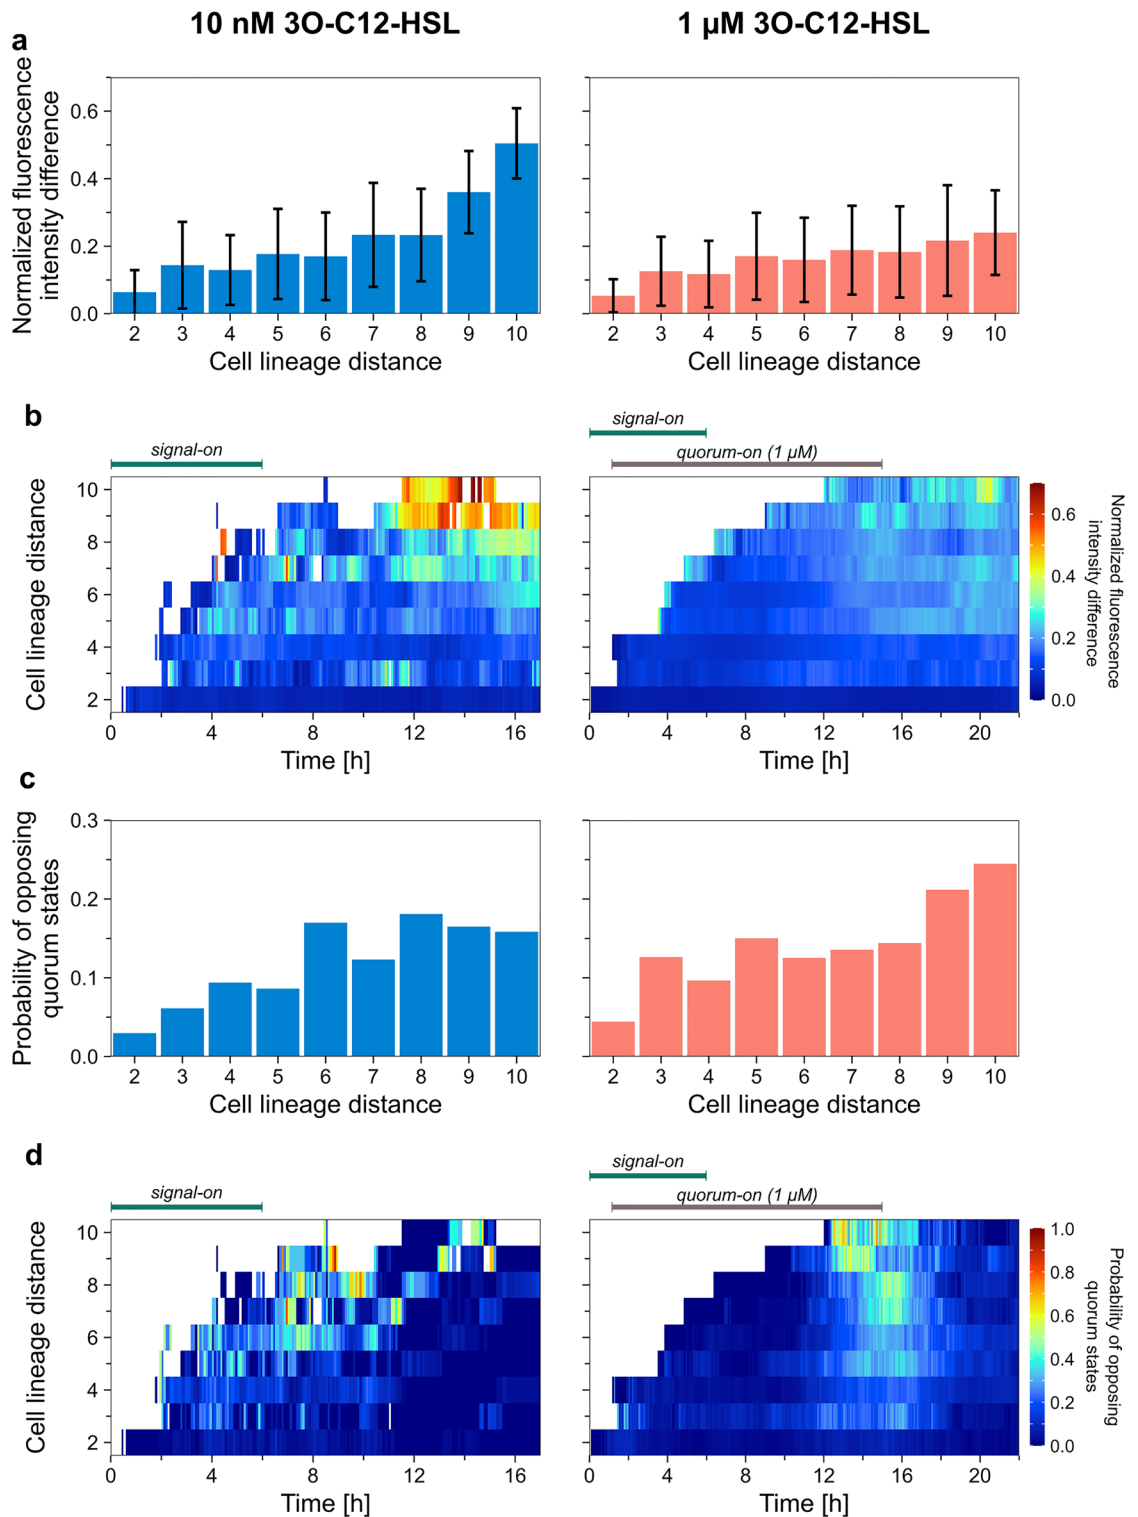 10 nM 3O-C12-HSL
1 µM 3O-C12-HSL
a
Normalized fluorescence
intensity difference
0.6
0.4
0.2
0.0
2 3 4 5 6 7 8 9 10
Cell lineage distance
2 3 4 5 6 7 8 9 10
Cell lineage distance
b
signal-on
signal-on
quorum-on (1 µM)
Cell lineage distance
10
8
6
4
2
0 4 8 12 16
Time [h]
0 4 8 12 16 20
Time [h]
0.6
0.4
0.2
0.0
Normalized fluorescence
intensity difference
c
Probability of opposing
quorum states
0.3
0.2
0.1
0.0
2 3 4 5 6 7 8 9 10
Cell lineage distance
2 3 4 5 6 7 8 9 10
Cell lineage distance
d
signal-on
signal-on
quorum-on (1 µM)
Cell lineage distance
10
8
6
4
2
0 4 8 12 16
Time [h]
0 4 8 12 16 20
Time [h]
1.0
0.8
0.6
0.4
0.2
0.0
Probability of opposing
quorum states